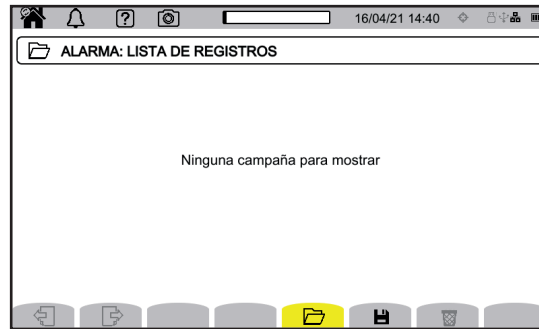 16/04/21 14:40
ALARMA: LISTA DE REGISTROS
Ninguna campaña para mostrar